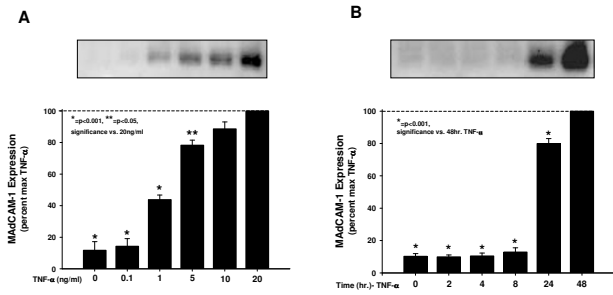 A
*=p<0.001, **=p<0.05,
significance vs. 20ng/ml
MAdCAM-1 Expression
(percent max TNF-α)
100
80
60
40
20
0
*
*
*
**
TNF-α (ng/ml)
0 0.1 1 5 10 20
B
*=p<0.001,
significance vs. 48hr. TNF-α
MAdCAM-1 Expression
(percent max TNF-α)
100
80
60
40
20
0
*
*
*
*
*
Time (hr.)- TNF-α
0 2 4 8 24 48